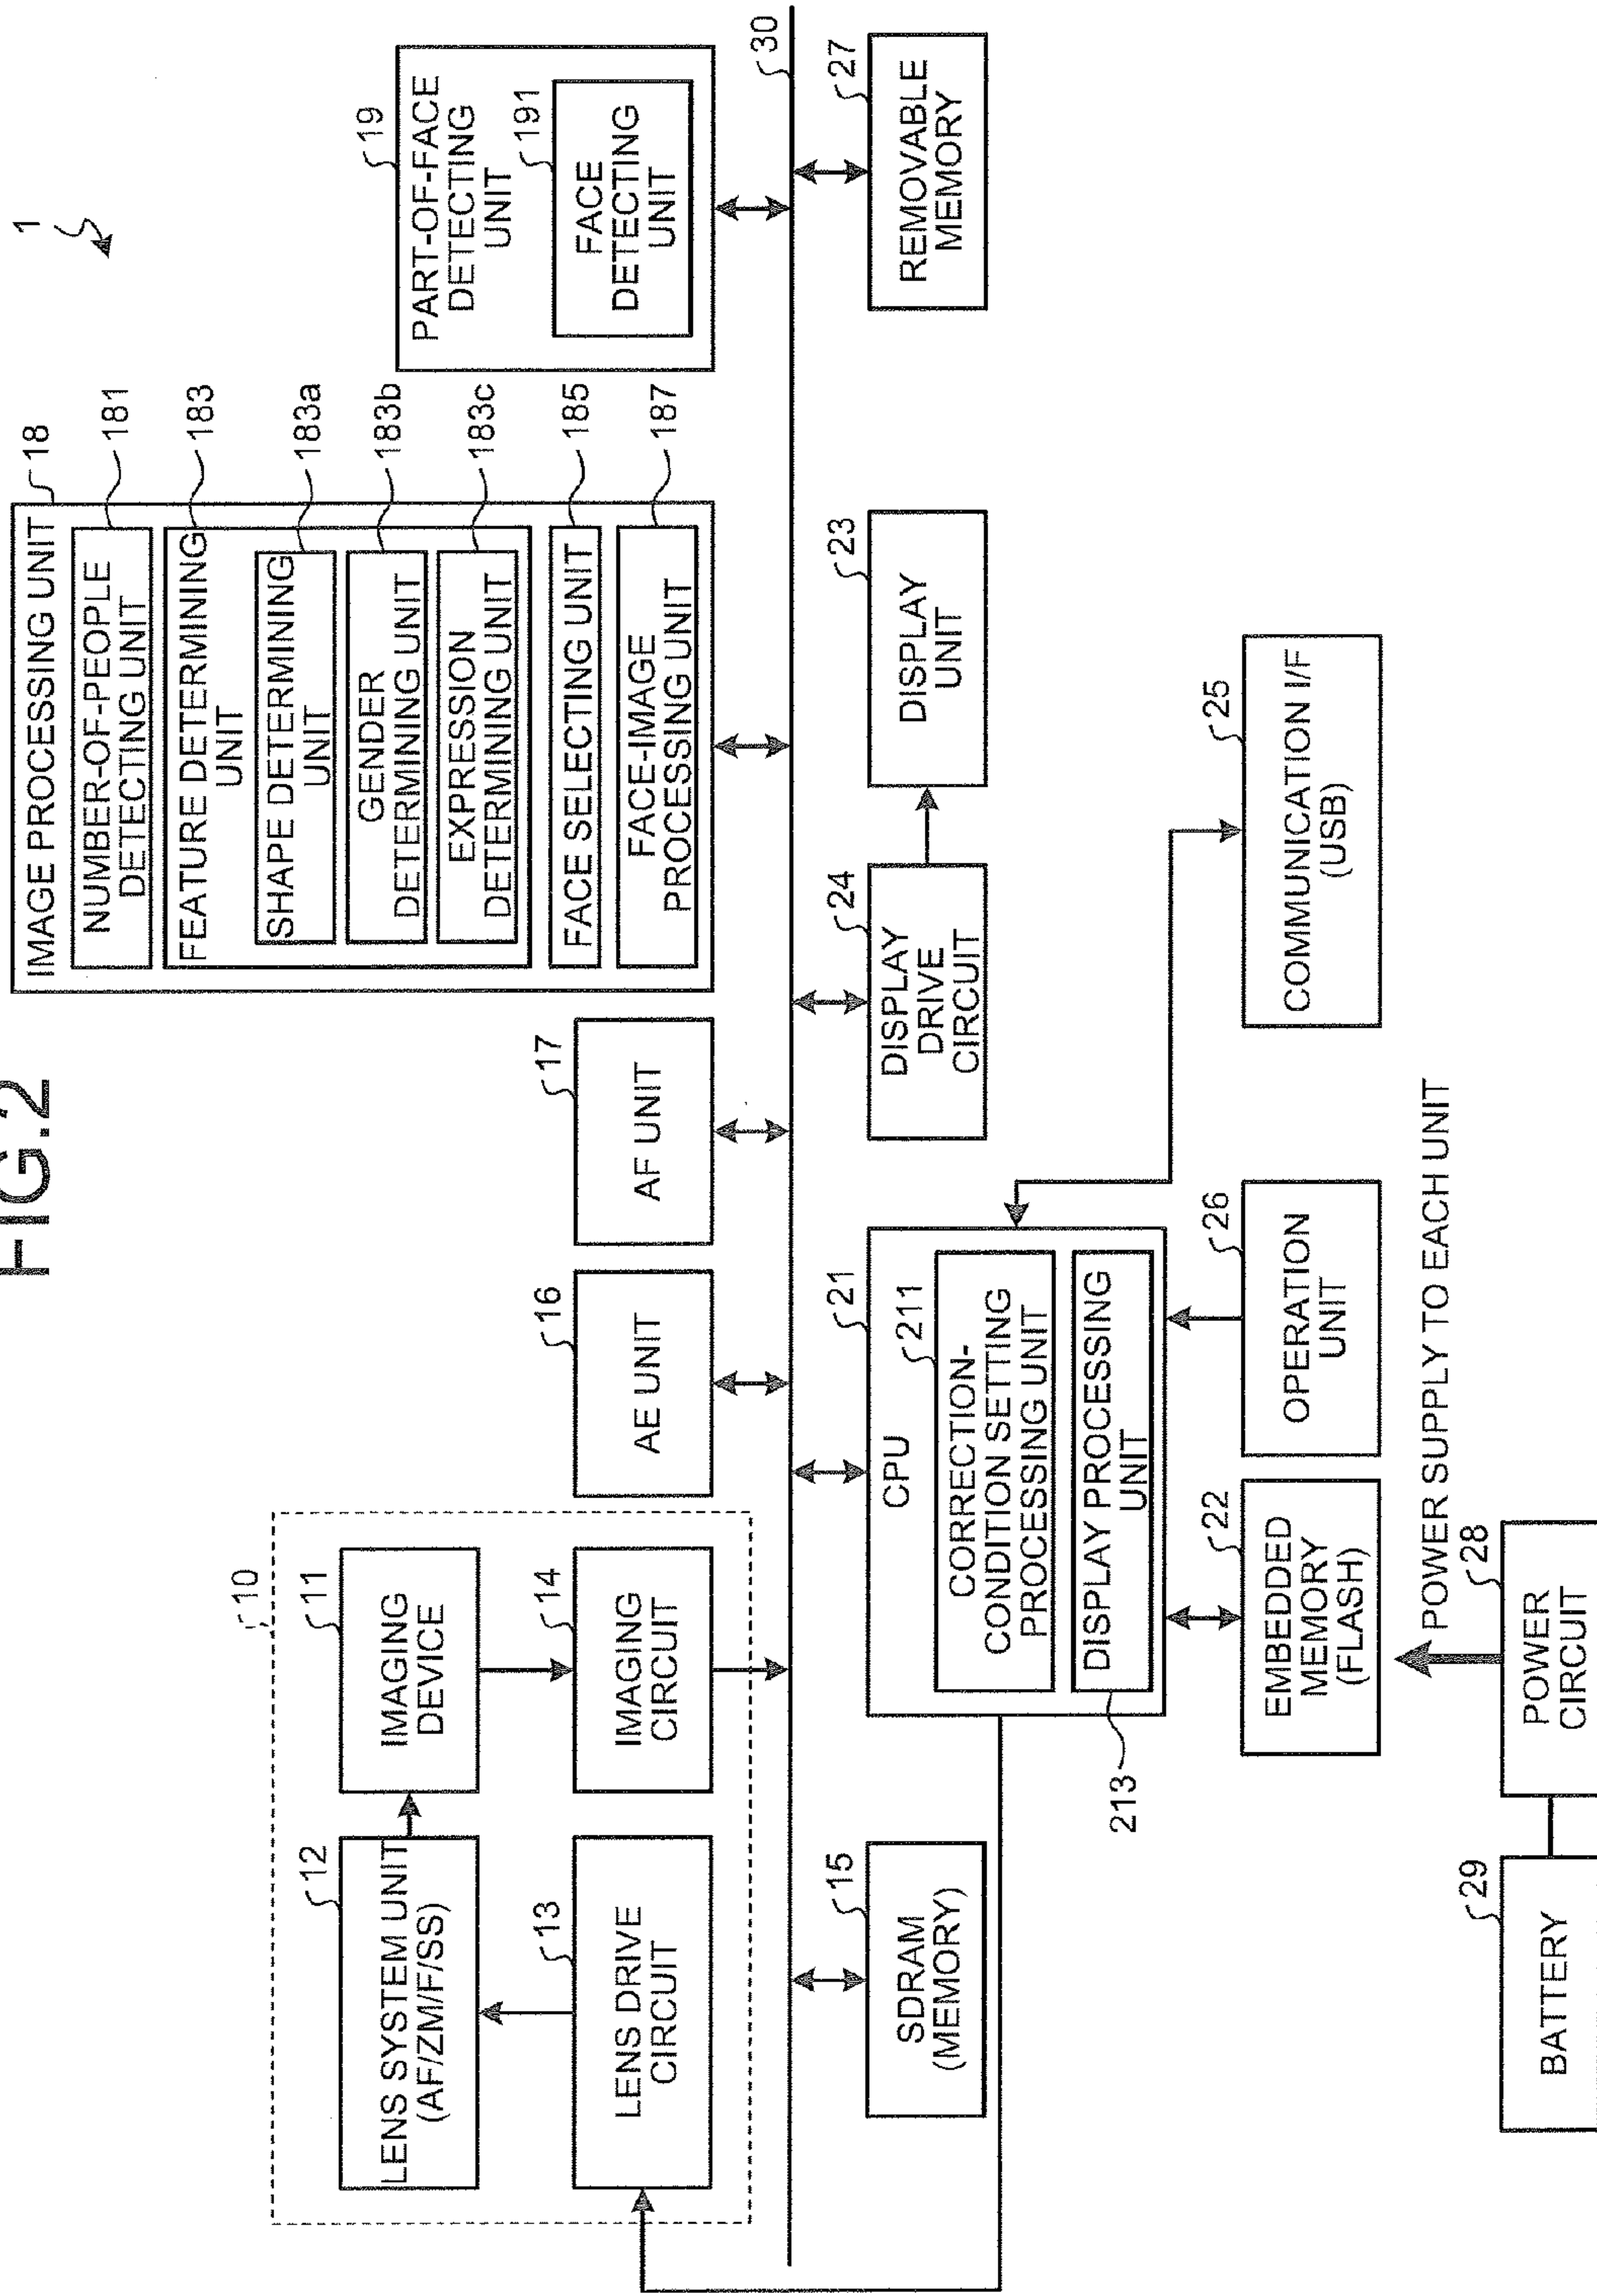 FIG.2
1
10
LENS SYSTEM UNIT
(AF/ZM/F/SS)
12
IMAGING
DEVICE
11
LENS DRIVE
CIRCUIT
13
IMAGING
CIRCUIT
14
AE UNIT
16
AF UNIT
17
IMAGE PROCESSING UNIT
18
NUMBER-OF-PEOPLE
DETECTING UNIT
181
FEATURE DETERMINING
UNIT
183
SHAPE DETERMINING
UNIT
183a
GENDER
DETERMINING UNIT
183b
EXPRESSION
DETERMINING UNIT
183c
FACE SELECTING UNIT
185
FACE-IMAGE
PROCESSING UNIT
187
PART-OF-FACE
DETECTING
UNIT
19
FACE
DETECTING
UNIT
191
30
SDRAM
(MEMORY)
15
CPU
21
CORRECTION-
CONDITION SETTING
PROCESSING UNIT
211
DISPLAY PROCESSING
UNIT
213
DISPLAY
DRIVE
CIRCUIT
24
DISPLAY
UNIT
23
REMOVABLE
MEMORY
27
EMBEDDED
MEMORY
(FLASH)
22
OPERATION
UNIT
26
COMMUNICATION I/F
(USB)
25
POWER SUPPLY TO EACH UNIT
BATTERY
29
POWER
CIRCUIT
28